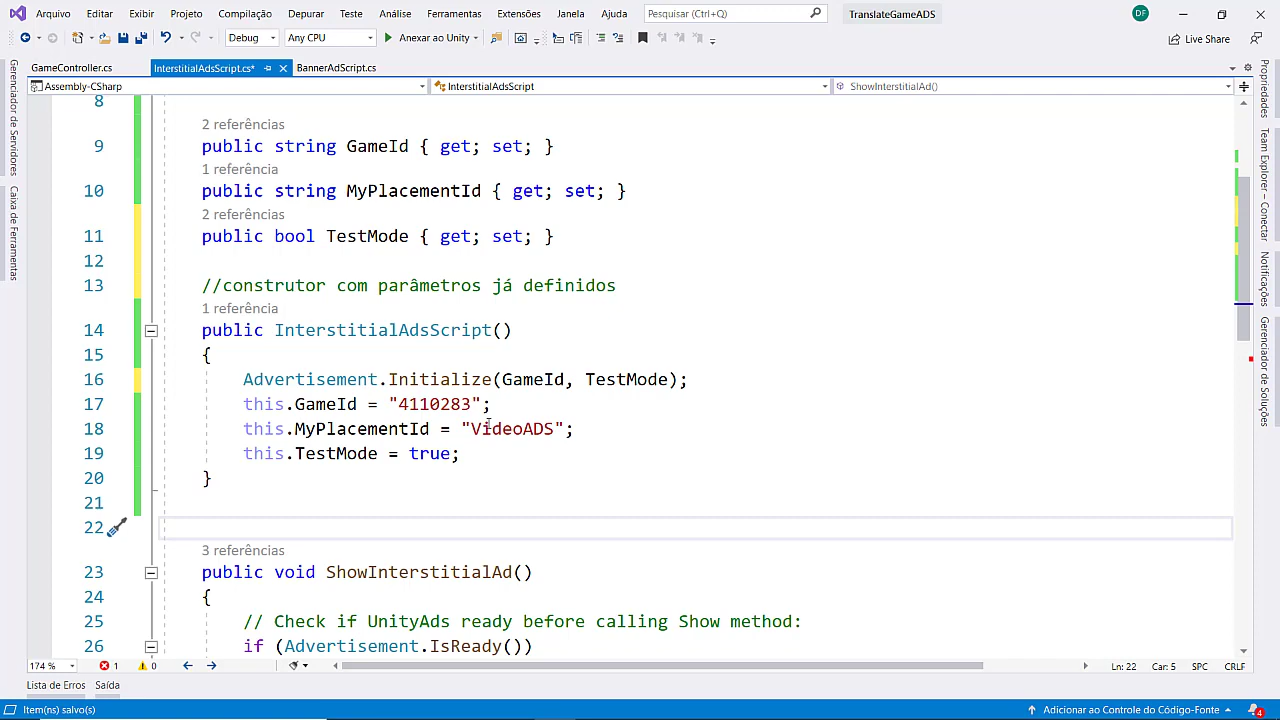 Arquivo Editar Exibir Projeto Compilação Depurar Teste Análise Ferramentas Extensões Janela Ajuda Pesquisar (Ctrl+Q) TranslateGameADS DF
Debug Any CPU Anexar ao Unity Live Share
GameController.cs InterstitialAdsScript.cs* BannerAdScript.cs
Assembly-CSharp InterstitialAdsScript ShowInterstitialAd()
Gerenciador de Servidores
Caixa de Ferramentas
8
2 referências
9 public string GameId { get; set; }
1 referência
10 public string MyPlacementId { get; set; }
2 referências
11 public bool TestMode { get; set; }
12
13 //construtor com parâmetros já definidos
1 referência
14 public InterstitialAdsScript()
15 {
16 Advertisement.Initialize(GameId, TestMode);
17 this.GameId = "4110283";
18 this.MyPlacementId = "VideoADS";
19 this.TestMode = true;
20 }
21
22
3 referências
23 public void ShowInterstitialAd()
24 {
25 // Check if UnityAds ready before calling Show method:
26 if (Advertisement.IsReady())
Propriedades
Team Explorer – Conectar
Notificações
Gerenciador de Soluções
174 % 1 0 Ln: 22 Car: 5 SPC CRLF
Lista de Erros Saída
Item(ns) salvo(s) Adicionar ao Controle do Código-Fonte 4